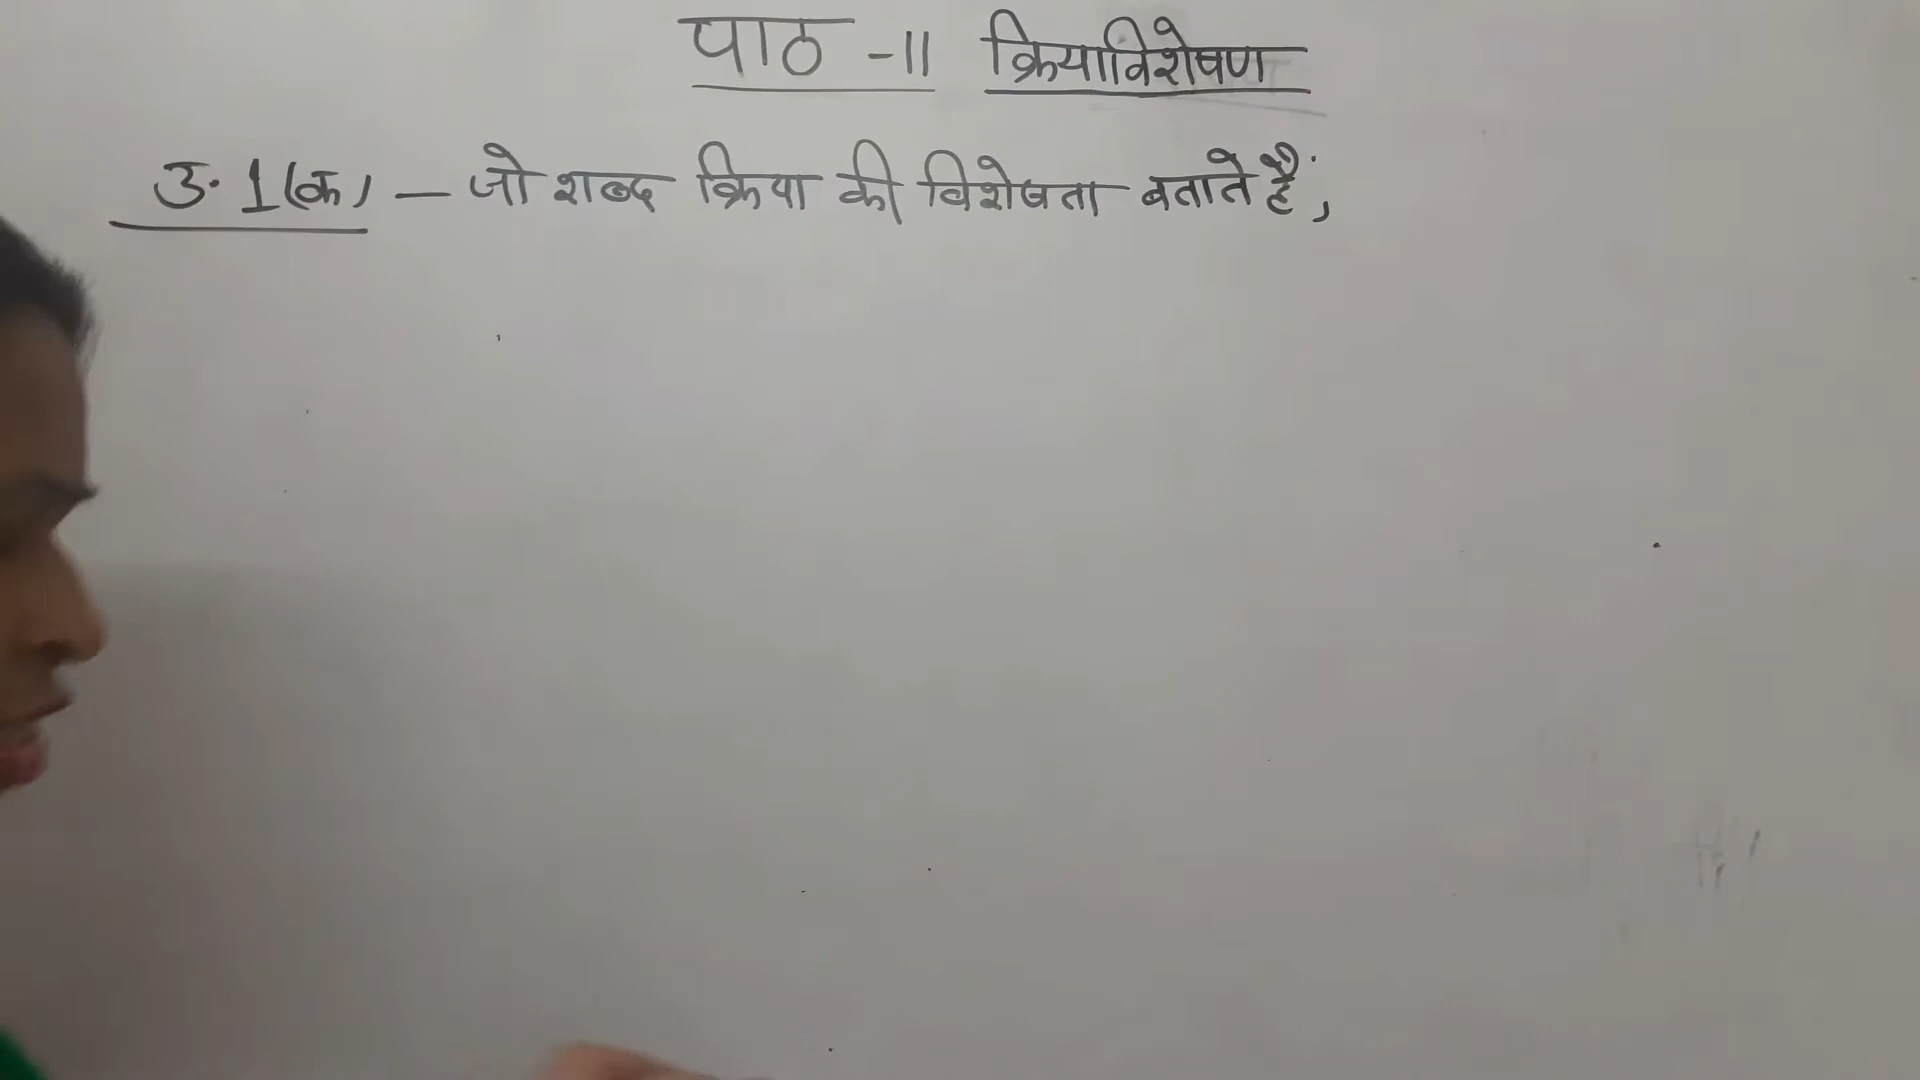 पाठ -11 क्रियाविशेषण
उ. 1 (क) — जो शब्द क्रिया की विशेषता बताते हैं,